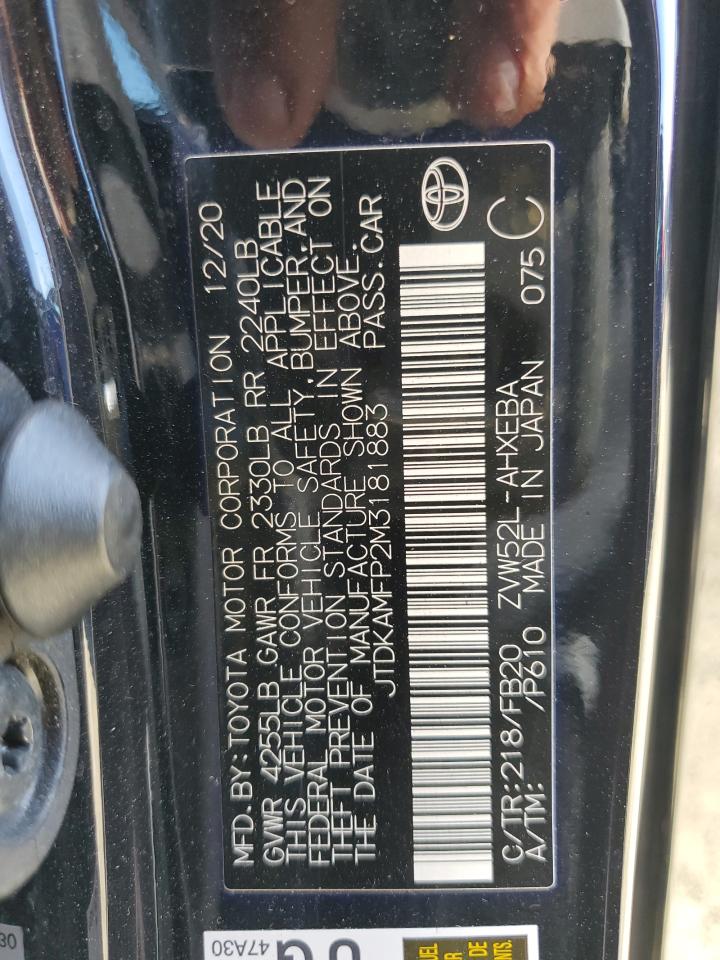 MFD.BY:TOYOTA MOTOR CORPORATION 12/20
GVWR 4255LB GAWR FR 2330LB RR 2240LB
THIS VEHICLE CONFORMS TO ALL APPLICABLE
FEDERAL MOTOR VEHICLE SAFETY,BUMPER,AND
THEFT PREVENTION STANDARDS IN EFFECT ON
THE DATE OF MANUFACTURE SHOWN ABOVE.
JTDKAMFP2M3181883 PASS.CAR
C/TR:218/FB20 ZVW52L-AHXEBA 075 C
A/TM: /P610 MADE IN JAPAN
47A30
DE